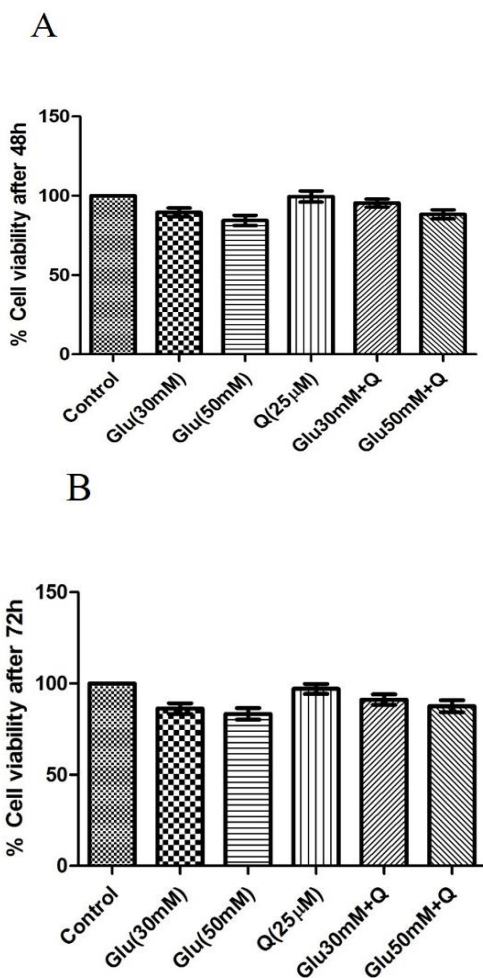 A
% Cell viability after 48h
150
100
50
0
Control
Glu(30mM)
Glu(50mM)
Q(25µM)
Glu30mM+Q
Glu50mM+Q
B
% Cell viability after 72h
150
100
50
0
Control
Glu(30mM)
Glu(50mM)
Q(25µM)
Glu30mM+Q
Glu50mM+Q